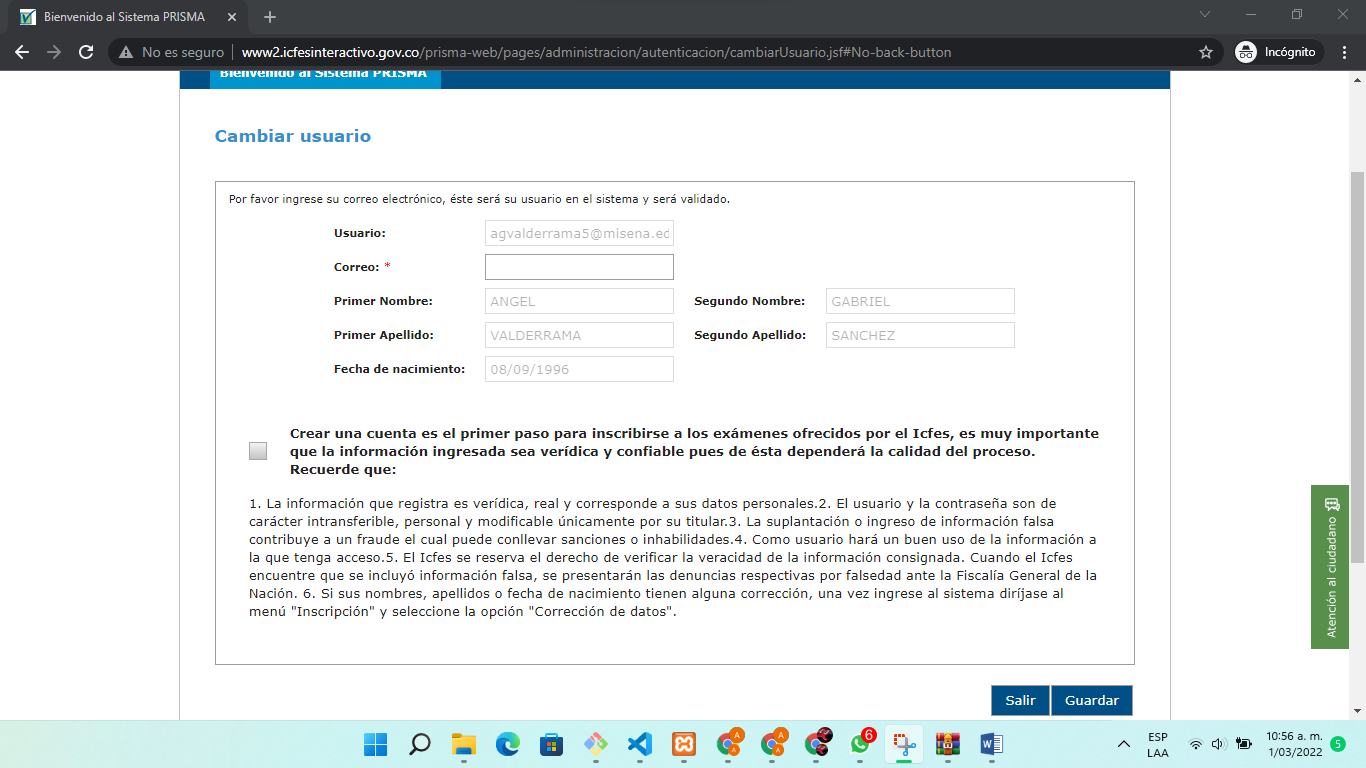 Bienvenido al Sistema PRISMA
No es seguro
www2.icfesinteractivo.gov.co/prisma-web/pages/administracion/autenticacion/cambiarUsuario.jsf#No-back-button
Incógnito
Bienvenido al Sistema PRISMA
Cambiar usuario
Por favor ingrese su correo electrónico, éste será su usuario en el sistema y será validado.
Usuario: agvalderrama5@misena.ed
Correo: *
Primer Nombre: ANGEL Segundo Nombre: GABRIEL
Primer Apellido: VALDERRAMA Segundo Apellido: SANCHEZ
Fecha de nacimiento: 08/09/1996
Crear una cuenta es el primer paso para inscribirse a los exámenes ofrecidos por el Icfes, es muy importante
que la información ingresada sea verídica y confiable pues de ésta dependerá la calidad del proceso.
Recuerde que:
1. La información que registra es verídica, real y corresponde a sus datos personales.2. El usuario y la contraseña son de
carácter intransferible, personal y modificable únicamente por su titular.3. La suplantación o ingreso de información falsa
contribuye a un fraude el cual puede conllevar sanciones o inhabilidades.4. Como usuario hará un buen uso de la información a
la que tenga acceso.5. El Icfes se reserva el derecho de verificar la veracidad de la información consignada. Cuando el Icfes
encuentre que se incluyó información falsa, se presentarán las denuncias respectivas por falsedad ante la Fiscalía General de la
Nación. 6. Si sus nombres, apellidos o fecha de nacimiento tienen alguna corrección, una vez ingrese al sistema diríjase al
menú "Inscripción" y seleccione la opción "Corrección de datos".
Atención al ciudadano
Salir Guardar
A
A
6
W
ESP
LAA
10:56 a. m.
1/03/2022
5